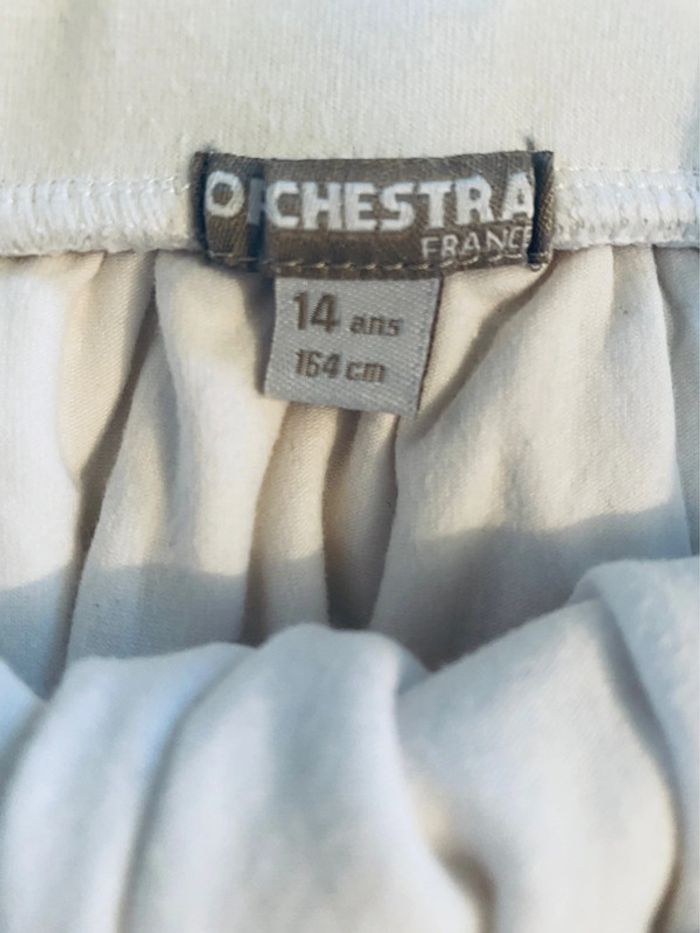 ORCHESTRA
FRANCE
14 ans
164 cm